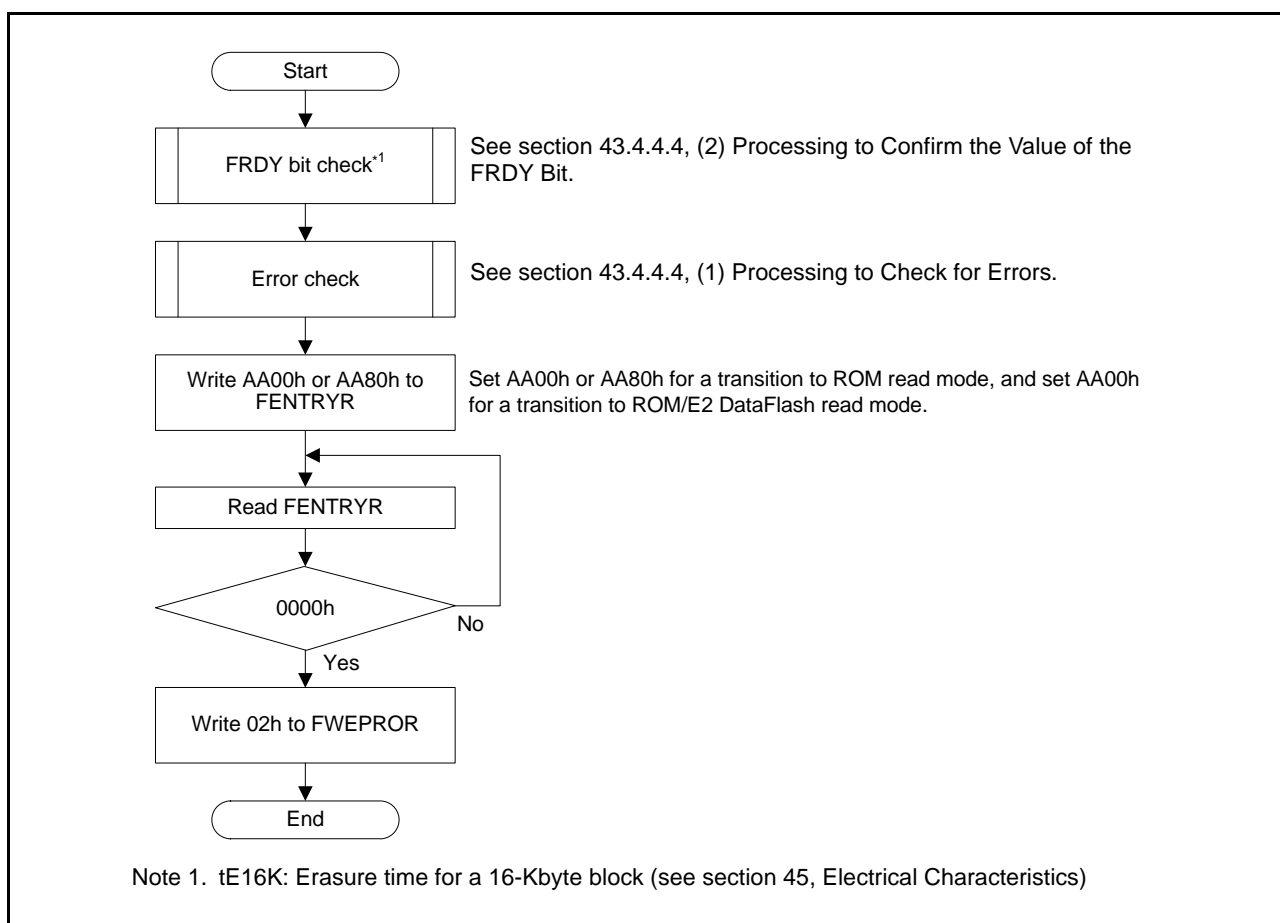 Start
FRDY bit check*1
See section 43.4.4.4, (2) Processing to Confirm the Value of the
FRDY Bit.
Error check
See section 43.4.4.4, (1) Processing to Check for Errors.
Write AA00h or AA80h to
FENTRYR
Set AA00h or AA80h for a transition to ROM read mode, and set AA00h
for a transition to ROM/E2 DataFlash read mode.
Read FENTRYR
0000h
No
Yes
Write 02h to FWEPROR
End
Note 1. tE16K: Erasure time for a 16-Kbyte block (see section 45, Electrical Characteristics)